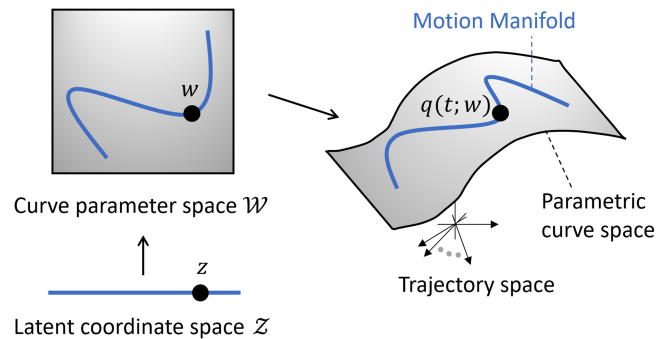 Motion Manifold
w
q(t; w)
Curve parameter space 𝒲
Parametric
curve space
z
Trajectory space
Latent coordinate space 𝒵